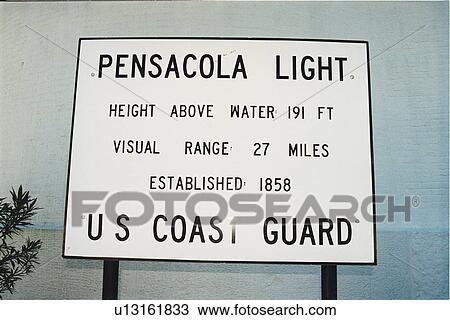 PENSACOLA LIGHT
HEIGHT ABOVE WATER: 191 FT
VISUAL RANGE: 27 MILES
ESTABLISHED: 1858
FOTOSEARCH
U S COAST GUARD
u13161833 www.fotosearch.com